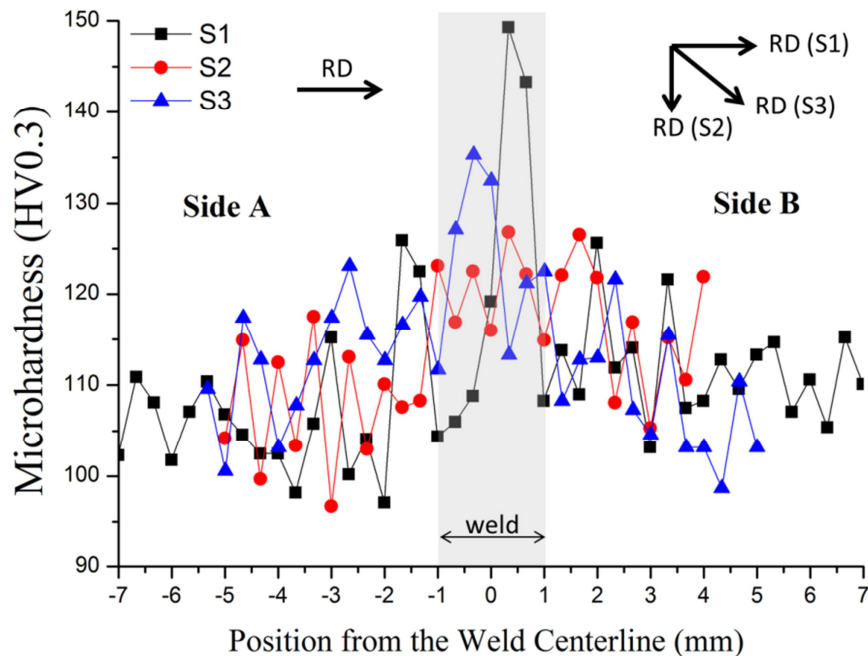 S1
S2
S3
RD
RD (S1)
RD (S3)
RD (S2)
Side A
Side B
weld
Microhardness (HV0.3)
150
140
130
120
110
100
90
-7 -6 -5 -4 -3 -2 -1 0 1 2 3 4 5 6 7
Position from the Weld Centerline (mm)